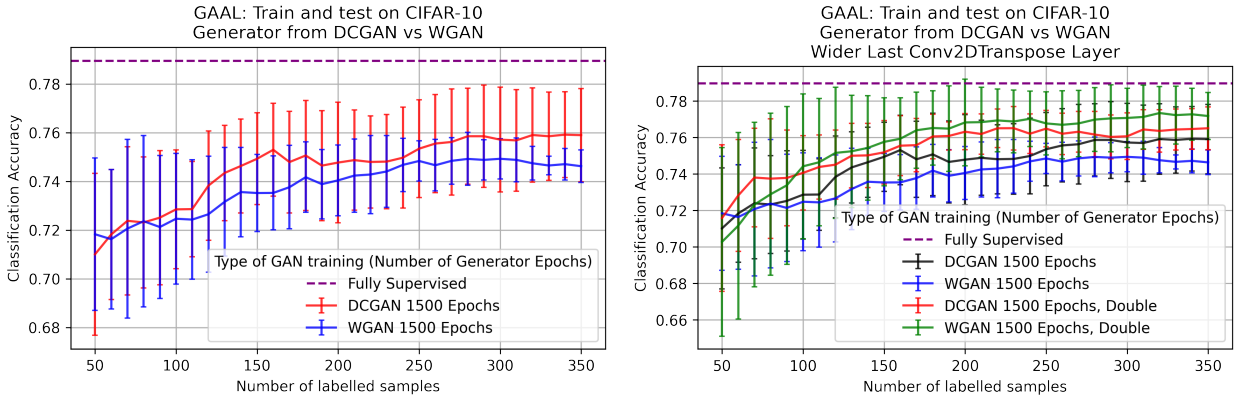 GAAL: Train and test on CIFAR-10
Generator from DCGAN vs WGAN
Classification Accuracy
0.78
0.76
0.74
0.72
0.70
0.68
Type of GAN training (Number of Generator Epochs)
Fully Supervised
DCGAN 1500 Epochs
WGAN 1500 Epochs
50
100
150
200
250
300
350
Number of labelled samples
GAAL: Train and test on CIFAR-10
Generator from DCGAN vs WGAN
Wider Last Conv2DTranspose Layer
Classification Accuracy
0.78
0.76
0.74
0.72
0.70
0.68
0.66
Type of GAN training (Number of Generator Epochs)
Fully Supervised
DCGAN 1500 Epochs
WGAN 1500 Epochs
DCGAN 1500 Epochs, Double
WGAN 1500 Epochs, Double
50
100
150
200
250
300
350
Number of labelled samples